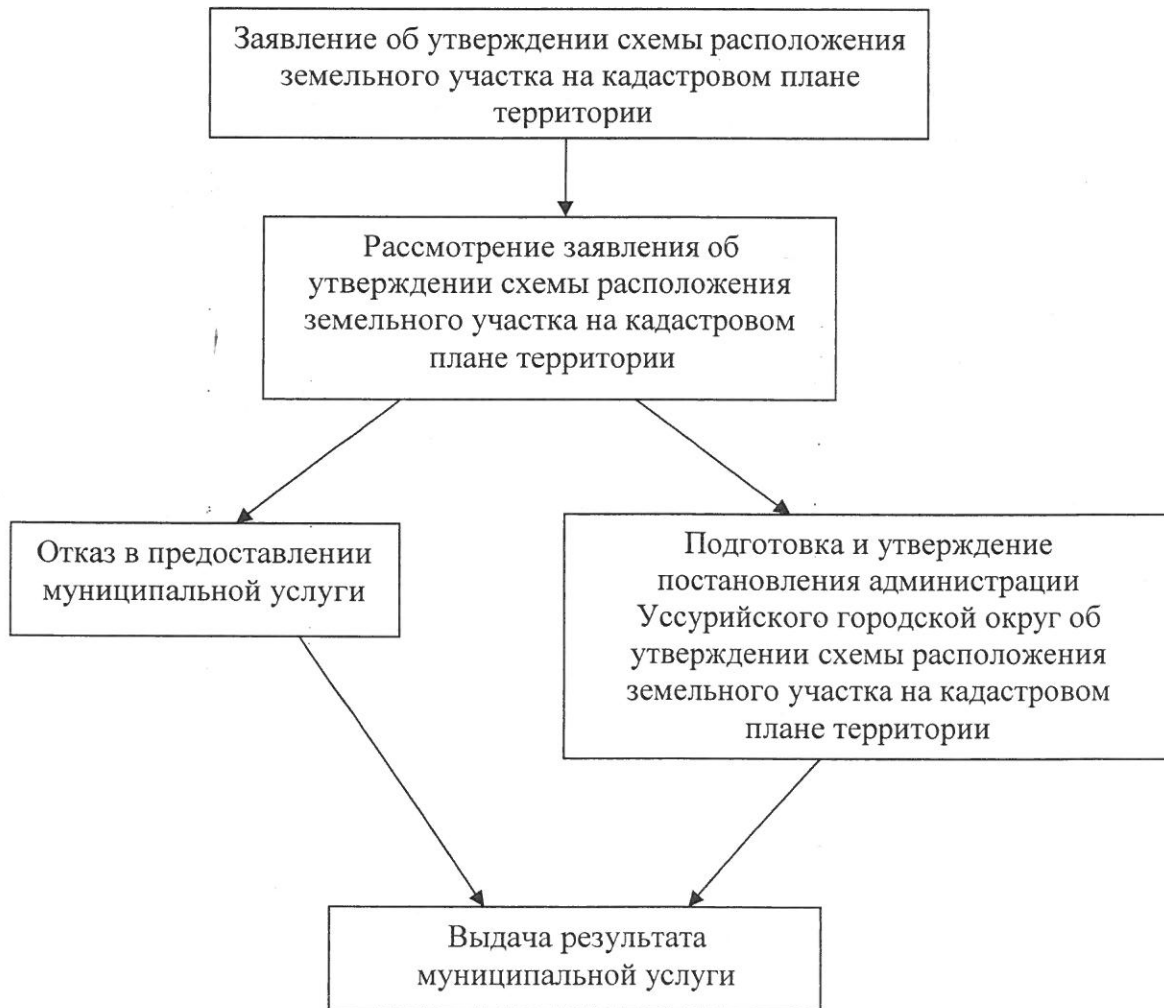 Заявление об утверждении схемы расположения
земельного участка на кадастровом плане
территории
Рассмотрение заявления об
утверждении схемы расположения
земельного участка на кадастровом
плане территории
Отказ в предоставлении
муниципальной услуги
Подготовка и утверждение
постановления администрации
Уссурийского городской округ об
утверждении схемы расположения
земельного участка на кадастровом
плане территории
Выдача результата
муниципальной услуги